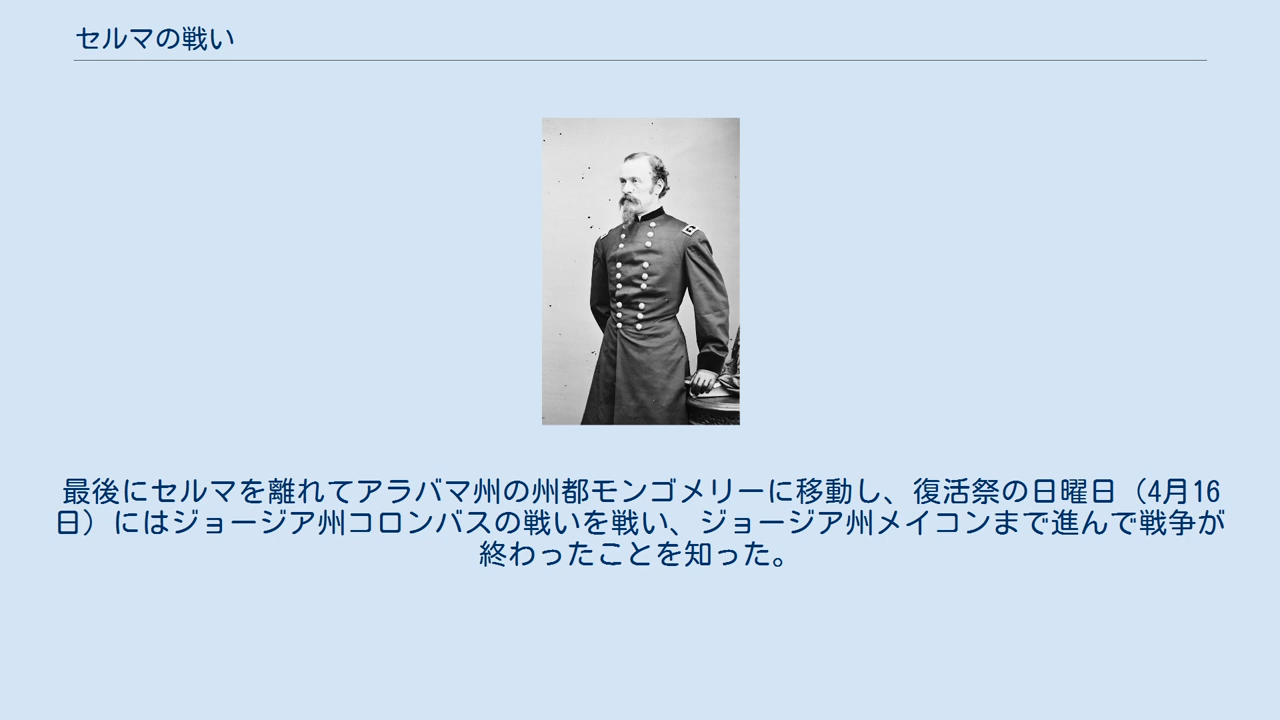 セルマの戦い
最後にセルマを離れてアラバマ州の州都モンゴメリーに移動し、復活祭の日曜日（4月16
日）にはジョージア州コロンバスの戦いを戦い、ジョージア州メイコンまで進んで戦争が
終わったことを知った。